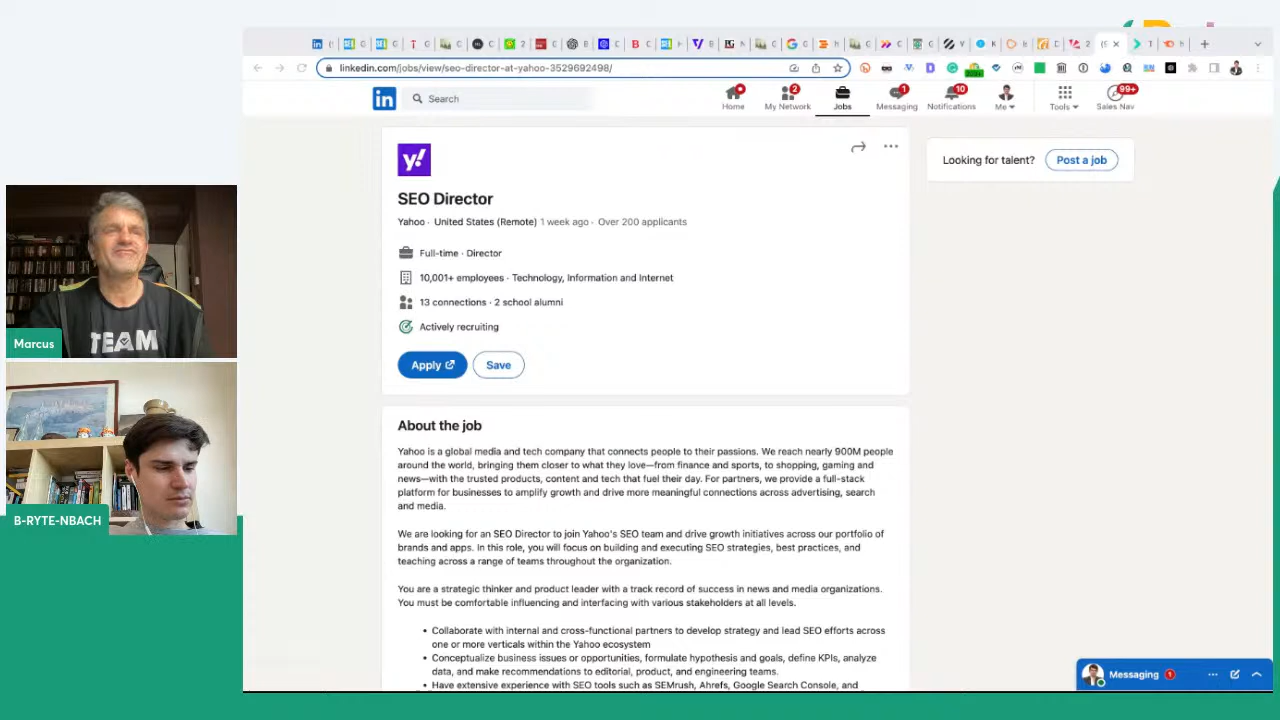 linkedin.com/jobs/view/seo-director-at-yahoo-3529692498/
in
Search
Home
2
My Network
Jobs
1
Messaging
10
Notifications
Me
Tools
99+
Sales Nav
y!
SEO Director
Yahoo · United States (Remote) 1 week ago · Over 200 applicants
Full-time · Director
10,001+ employees · Technology, Information and Internet
13 connections · 2 school alumni
Actively recruiting
Apply
Save
Looking for talent?
Post a job
About the job
Yahoo is a global media and tech company that connects people to their passions. We reach nearly 900M people
around the world, bringing them closer to what they love—from finance and sports, to shopping, gaming and
news—with the trusted products, content and tech that fuel their day. For partners, we provide a full-stack
platform for businesses to amplify growth and drive more meaningful connections across advertising, search
and media.
We are looking for an SEO Director to join Yahoo's SEO team and drive growth initiatives across our portfolio of
brands and apps. In this role, you will focus on building and executing SEO strategies, best practices, and
teaching across a range of teams throughout the organization.
You are a strategic thinker and product leader with a track record of success in news and media organizations.
You must be comfortable influencing and interfacing with various stakeholders at all levels.
• Collaborate with internal and cross-functional partners to develop strategy and lead SEO efforts across
one or more verticals within the Yahoo ecosystem
• Conceptualize business issues or opportunities, formulate hypothesis and goals, define KPIs, analyze
data, and make recommendations to editorial, product, and engineering teams.
• Have extensive experience with SEO tools such as SEMrush, Ahrefs, Google Search Console, and
Messaging
1
TEAM
Marcus
B-RYTE-NBACH